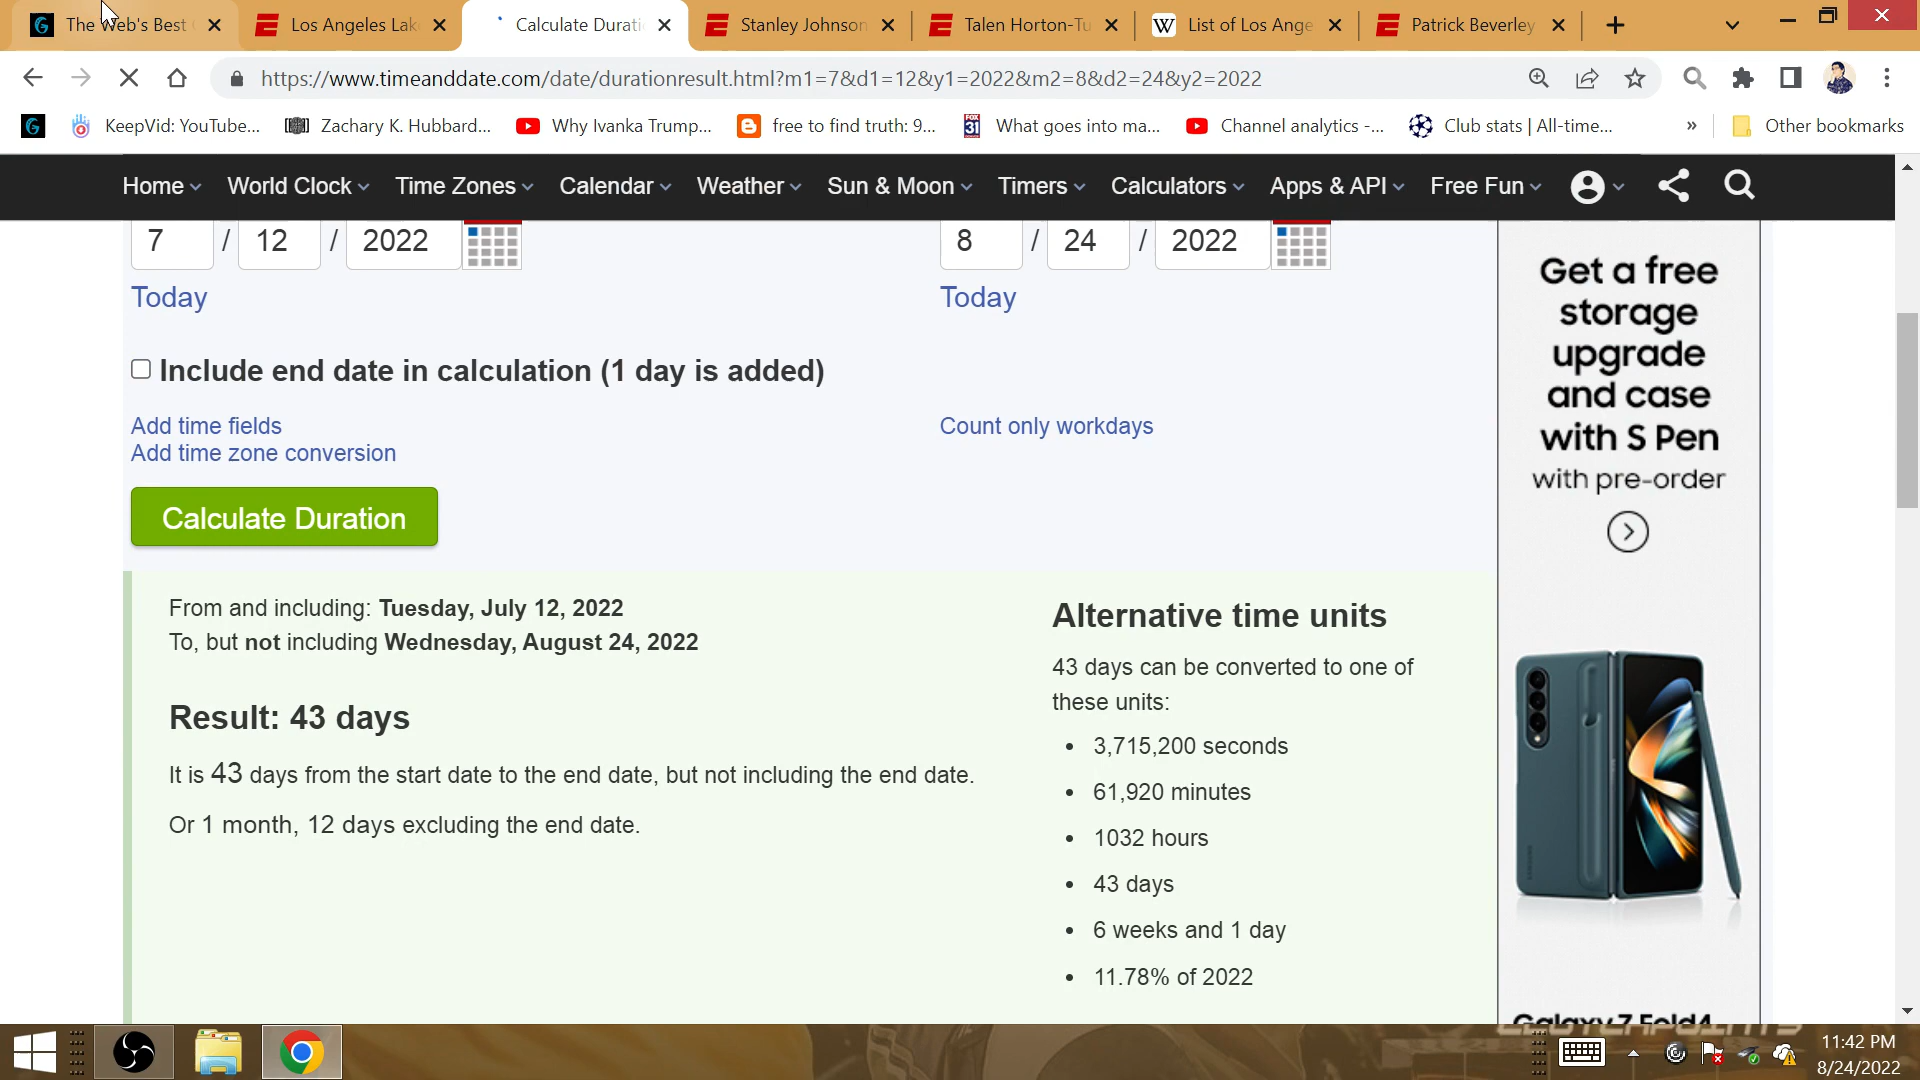 The Web's Best
Los Angeles Lak
Calculate Durati
Stanley Johnson
Talen Horton-Tu
List of Los Ange
Patrick Beverley
https://www.timeanddate.com/date/durationresult.html?m1=7&d1=12&y1=2022&m2=8&d2=24&y2=2022
KeepVid: YouTube...
Zachary K. Hubbard...
Why Ivanka Trump...
free to find truth: 9...
What goes into ma...
Channel analytics -...
Club stats | All-time...
»
Other bookmarks
Home
World Clock
Time Zones
Calendar
Weather
Sun & Moon
Timers
Calculators
Apps & API
Free Fun
7 / 12 / 2022
8 / 24 / 2022
Today
Today
Include end date in calculation (1 day is added)
Add time fields
Count only workdays
Add time zone conversion
Calculate Duration
From and including: Tuesday, July 12, 2022
To, but not including Wednesday, August 24, 2022
Result: 43 days
It is 43 days from the start date to the end date, but not including the end date.
Or 1 month, 12 days excluding the end date.
Alternative time units
43 days can be converted to one of
these units:
• 3,715,200 seconds
• 61,920 minutes
• 1032 hours
• 43 days
• 6 weeks and 1 day
• 11.78% of 2022
Get a free
storage
upgrade
and case
with S Pen
with pre-order
Galaxy Z Fold4
11:42 PM
8/24/2022